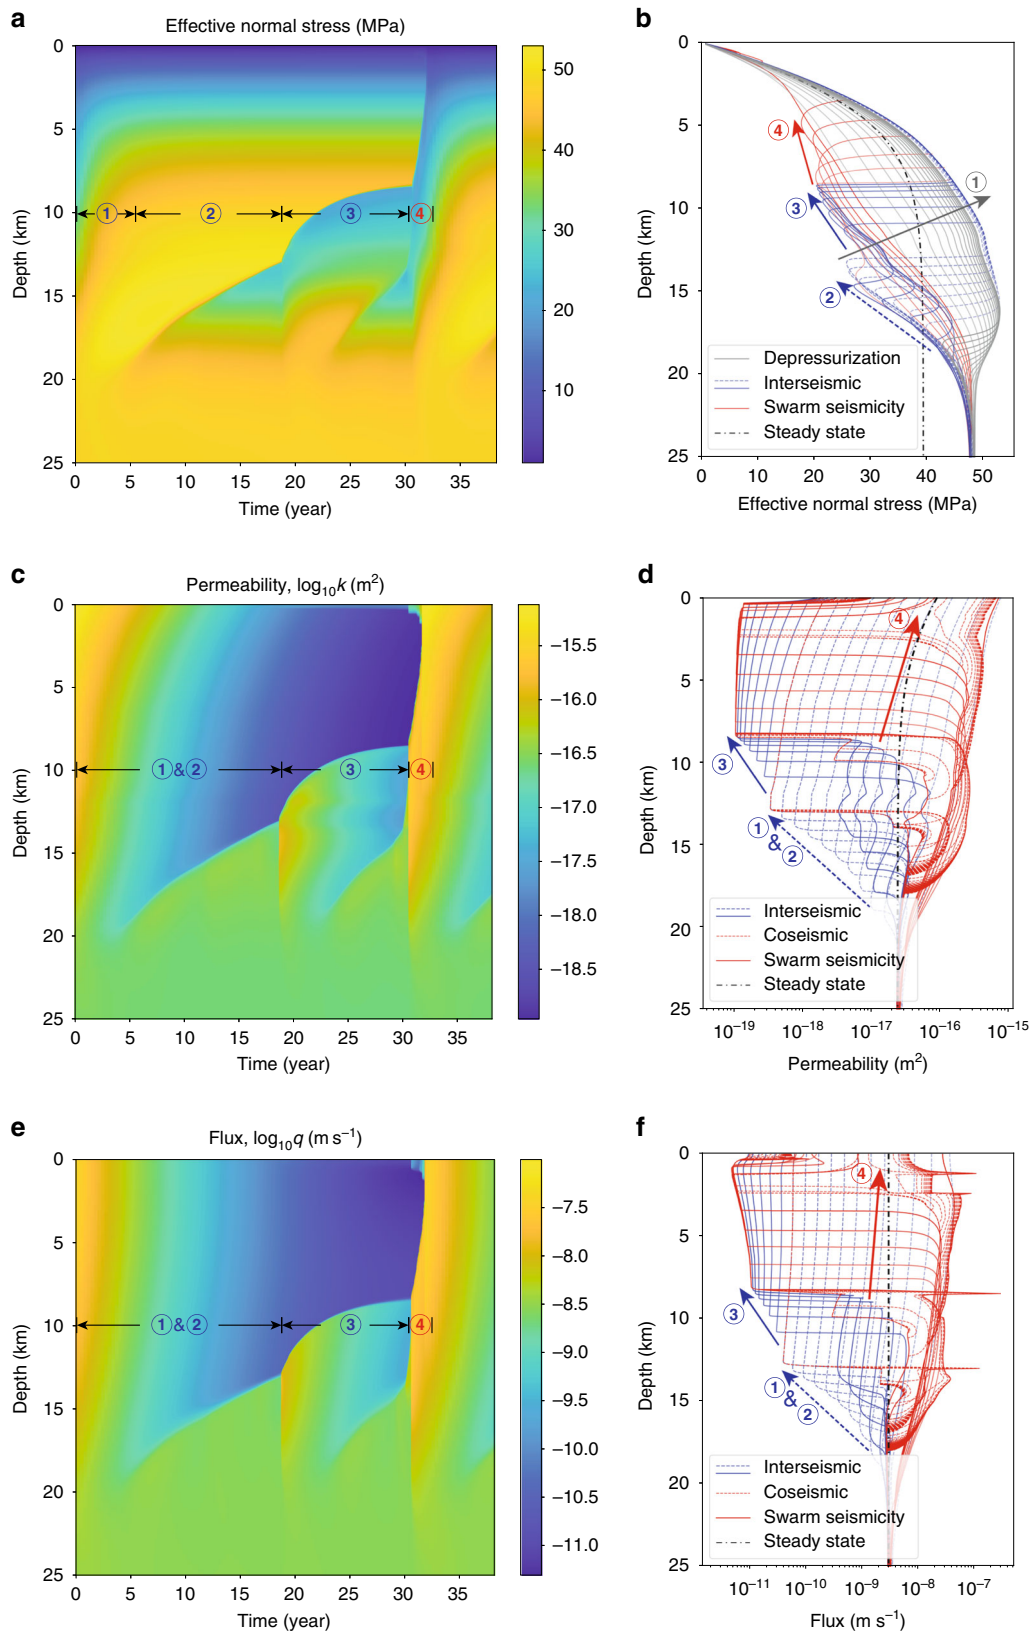 a
Effective normal stress (MPa)
0
5
10
15
20
25
Depth (km)
① ② ③ ④
0 5 10 15 20 25 30 35
Time (year)
50
40
30
20
10
b
0
5
10
15
20
25
Depth (km)
④
①
③
②
Depressurization
Interseismic
Swarm seismicity
Steady state
0 10 20 30 40 50
Effective normal stress (MPa)
c
Permeability, log₁₀k (m²)
0
5
10
15
20
25
Depth (km)
①&② ③ ④
0 5 10 15 20 25 30 35
Time (year)
−15.5
−16.0
−16.5
−17.0
−17.5
−18.0
−18.5
d
0
5
10
15
20
25
Depth (km)
④
③
①
&
②
Interseismic
Coseismic
Swarm seismicity
Steady state
10⁻¹⁹ 10⁻¹⁸ 10⁻¹⁷ 10⁻¹⁶ 10⁻¹⁵
Permeability (m²)
e
Flux, log₁₀q (m s⁻¹)
0
5
10
15
20
25
Depth (km)
①&② ③ ④
0 5 10 15 20 25 30 35
Time (year)
−7.5
−8.0
−8.5
−9.0
−9.5
−10.0
−10.5
−11.0
f
0
5
10
15
20
25
Depth (km)
④
③
①
&
②
Interseismic
Coseismic
Swarm seismicity
Steady state
10⁻¹¹ 10⁻¹⁰ 10⁻⁹ 10⁻⁸ 10⁻⁷
Flux (m s⁻¹)